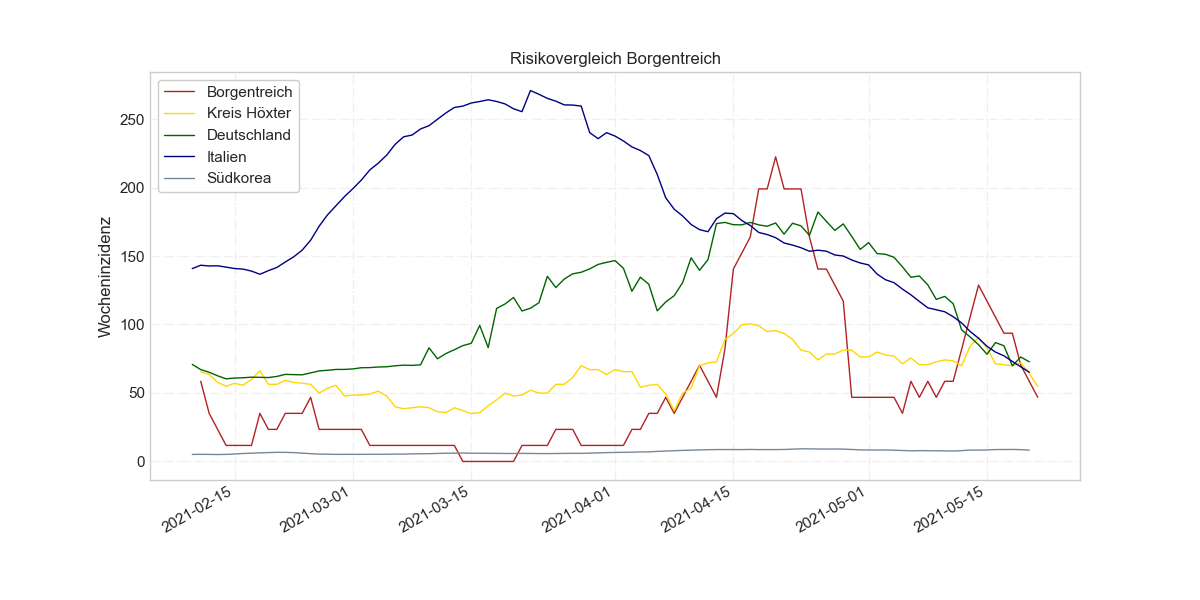 Risikovergleich Borgentreich
Borgentreich
Kreis Höxter
Deutschland
Italien
Südkorea
Wocheninzidenz
250
200
150
100
50
0
2021-02-15
2021-03-01
2021-03-15
2021-04-01
2021-04-15
2021-05-01
2021-05-15